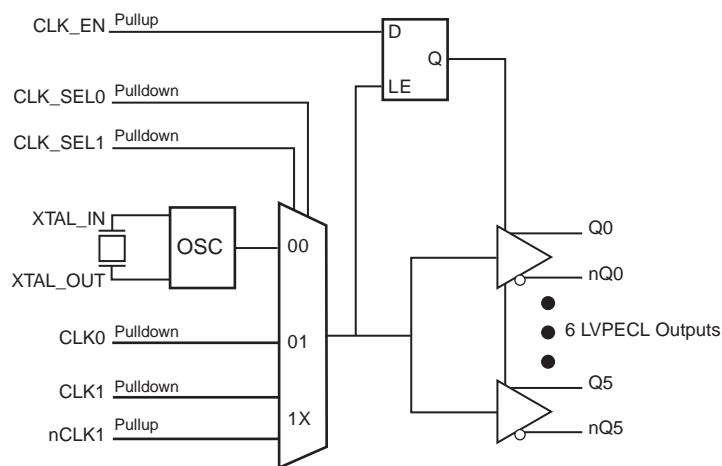 CLK_EN Pullup
D
Q
LE
CLK_SEL0 Pulldown
CLK_SEL1 Pulldown
XTAL_IN
OSC
XTAL_OUT
00
CLK0 Pulldown
01
CLK1 Pulldown
nCLK1 Pullup
1X
Q0
nQ0
6 LVPECL Outputs
Q5
nQ5